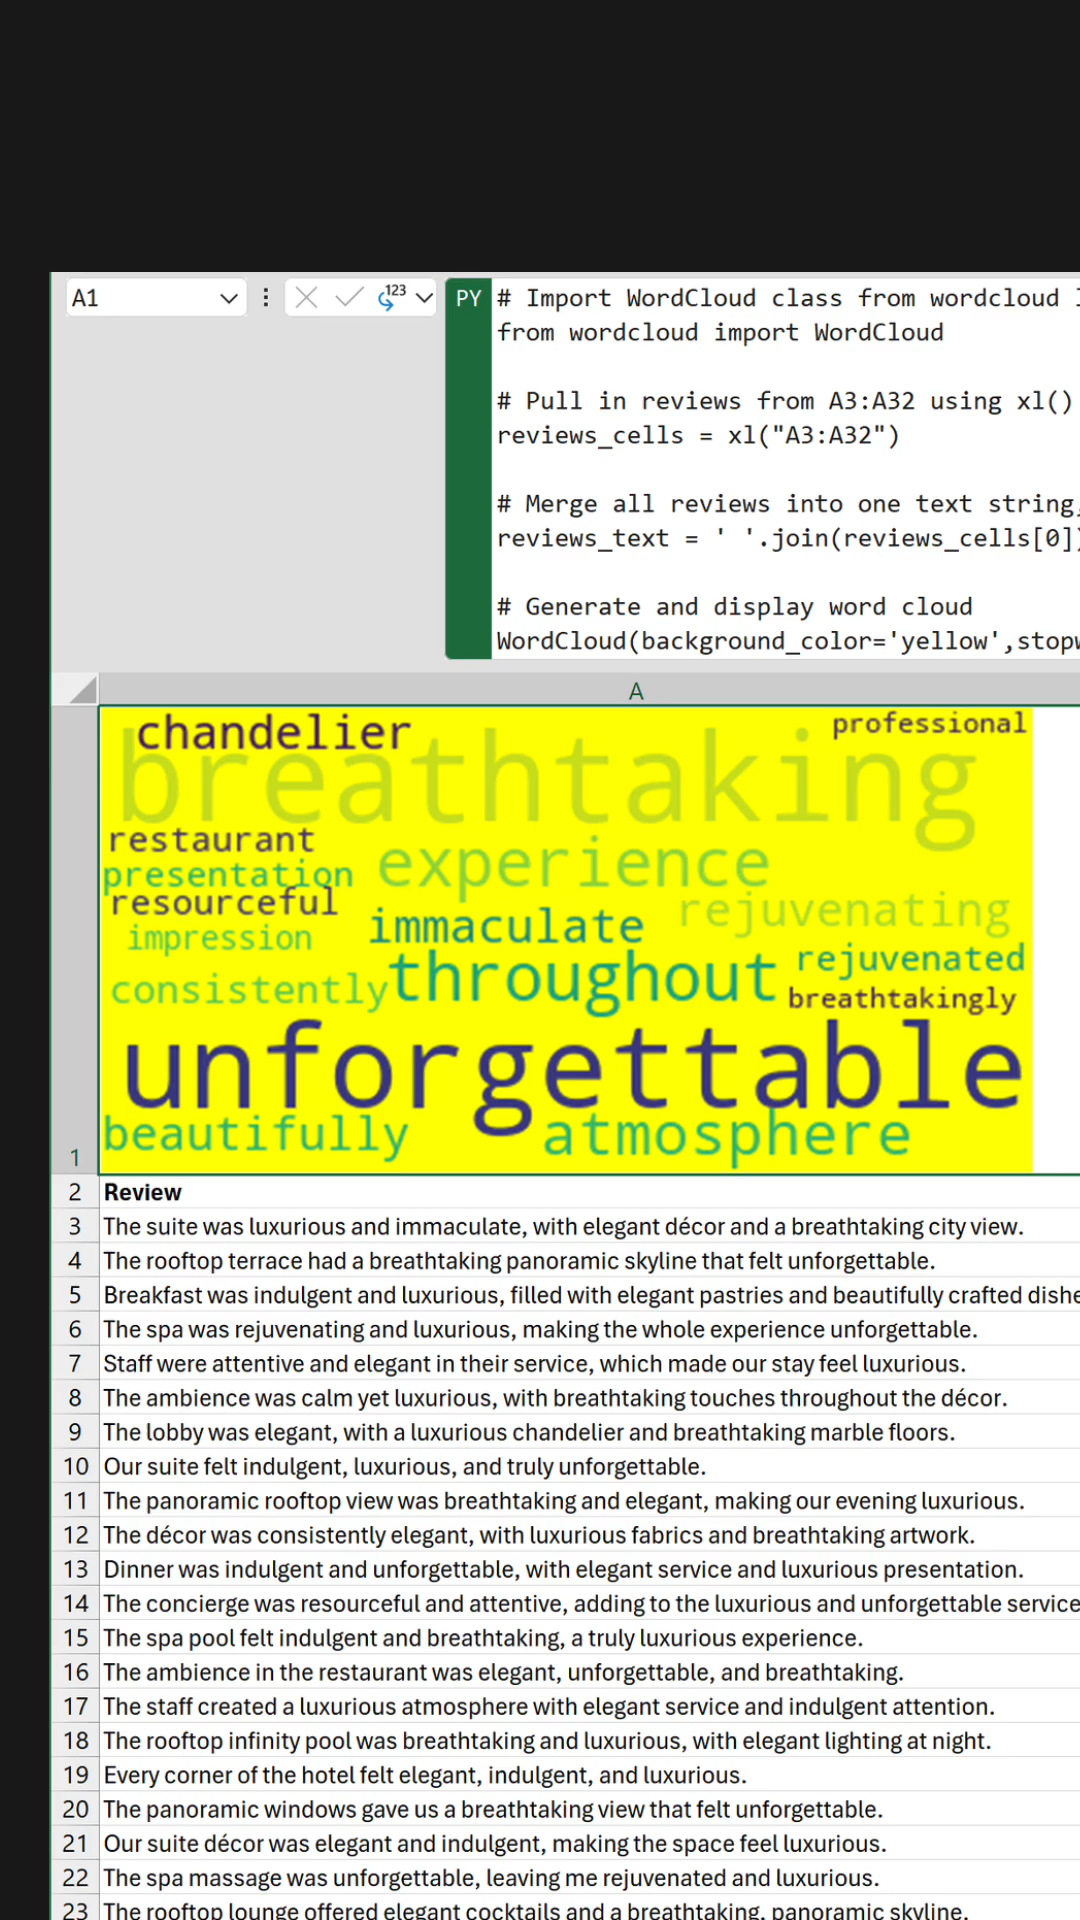 A1
123
PY
# Import WordCloud class from wordcloud
from wordcloud import WordCloud
# Pull in reviews from A3:A32 using xl()
reviews_cells = xl("A3:A32")
# Merge all reviews into one text string,
reviews_text = ' '.join(reviews_cells[0])
# Generate and display word cloud
WordCloud(background_color='yellow',stopw
A
chandelier
professional
breathtaking
restaurant
presentation
experience
resourceful
immaculate
rejuvenating
impression
throughout
rejuvenated
consistently
breathtakingly
unforgettable
beautifully
atmosphere
1
2 Review
3 The suite was luxurious and immaculate, with elegant décor and a breathtaking city view.
4 The rooftop terrace had a breathtaking panoramic skyline that felt unforgettable.
5 Breakfast was indulgent and luxurious, filled with elegant pastries and beautifully crafted dishe
6 The spa was rejuvenating and luxurious, making the whole experience unforgettable.
7 Staff were attentive and elegant in their service, which made our stay feel luxurious.
8 The ambience was calm yet luxurious, with breathtaking touches throughout the décor.
9 The lobby was elegant, with a luxurious chandelier and breathtaking marble floors.
10 Our suite felt indulgent, luxurious, and truly unforgettable.
11 The panoramic rooftop view was breathtaking and elegant, making our evening luxurious.
12 The décor was consistently elegant, with luxurious fabrics and breathtaking artwork.
13 Dinner was indulgent and unforgettable, with elegant service and luxurious presentation.
14 The concierge was resourceful and attentive, adding to the luxurious and unforgettable service
15 The spa pool felt indulgent and breathtaking, a truly luxurious experience.
16 The ambience in the restaurant was elegant, unforgettable, and breathtaking.
17 The staff created a luxurious atmosphere with elegant service and indulgent attention.
18 The rooftop infinity pool was breathtaking and luxurious, with elegant lighting at night.
19 Every corner of the hotel felt elegant, indulgent, and luxurious.
20 The panoramic windows gave us a breathtaking view that felt unforgettable.
21 Our suite décor was elegant and indulgent, making the space feel luxurious.
22 The spa massage was unforgettable, leaving me rejuvenated and luxurious.
23 The rooftop lounge offered elegant cocktails and a breathtaking, panoramic skyline.